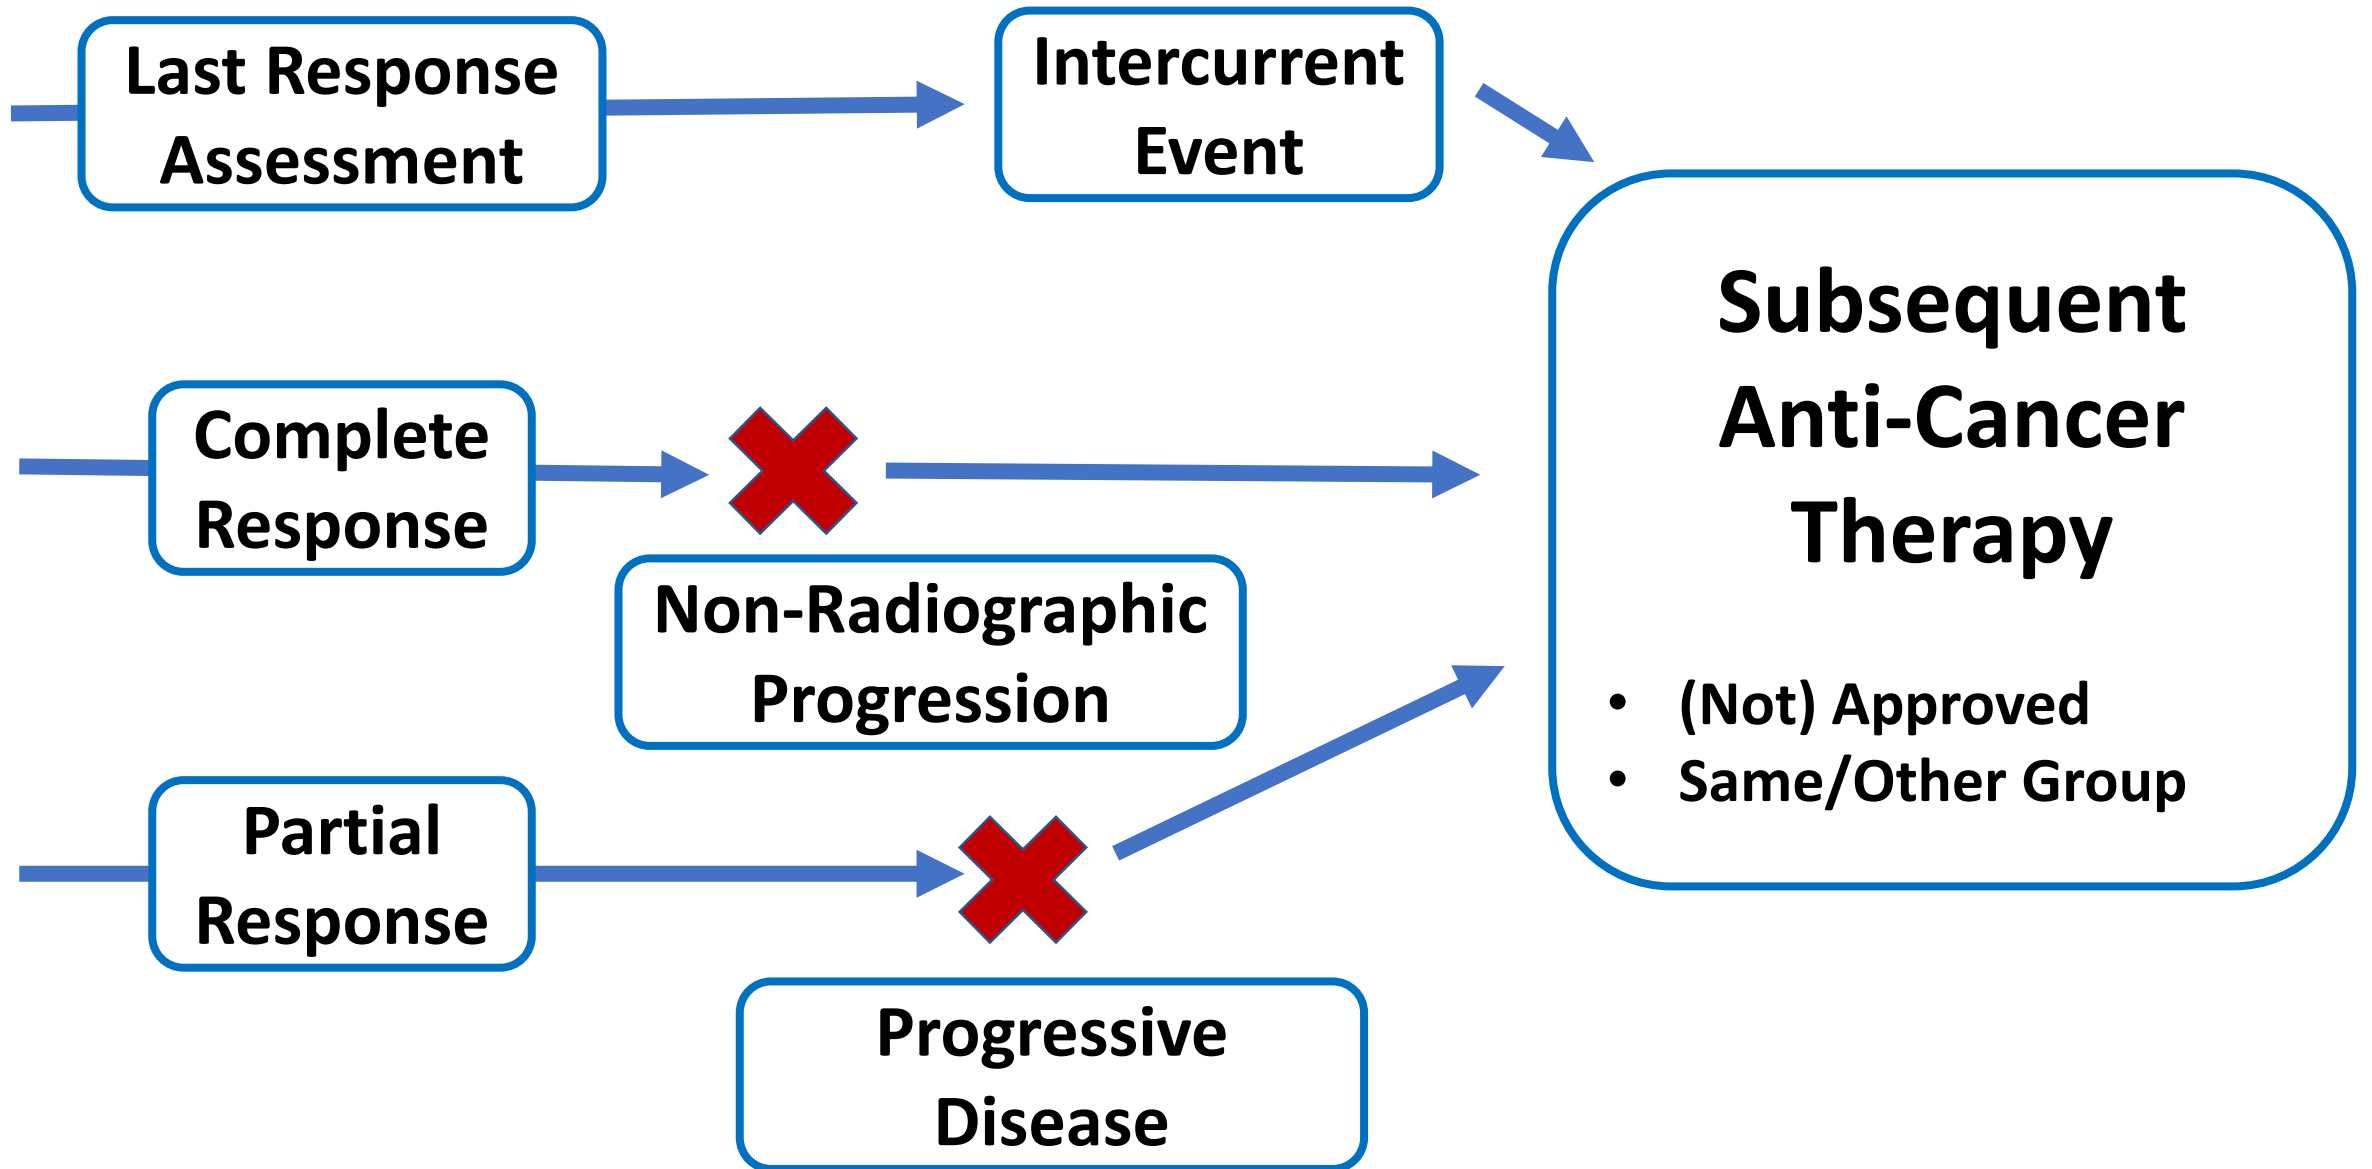 Last Response
Assessment
Intercurrent
Event
Subsequent
Anti-Cancer
Therapy
• (Not) Approved
• Same/Other Group
Complete
Response
Non-Radiographic
Progression
Partial
Response
Progressive
Disease